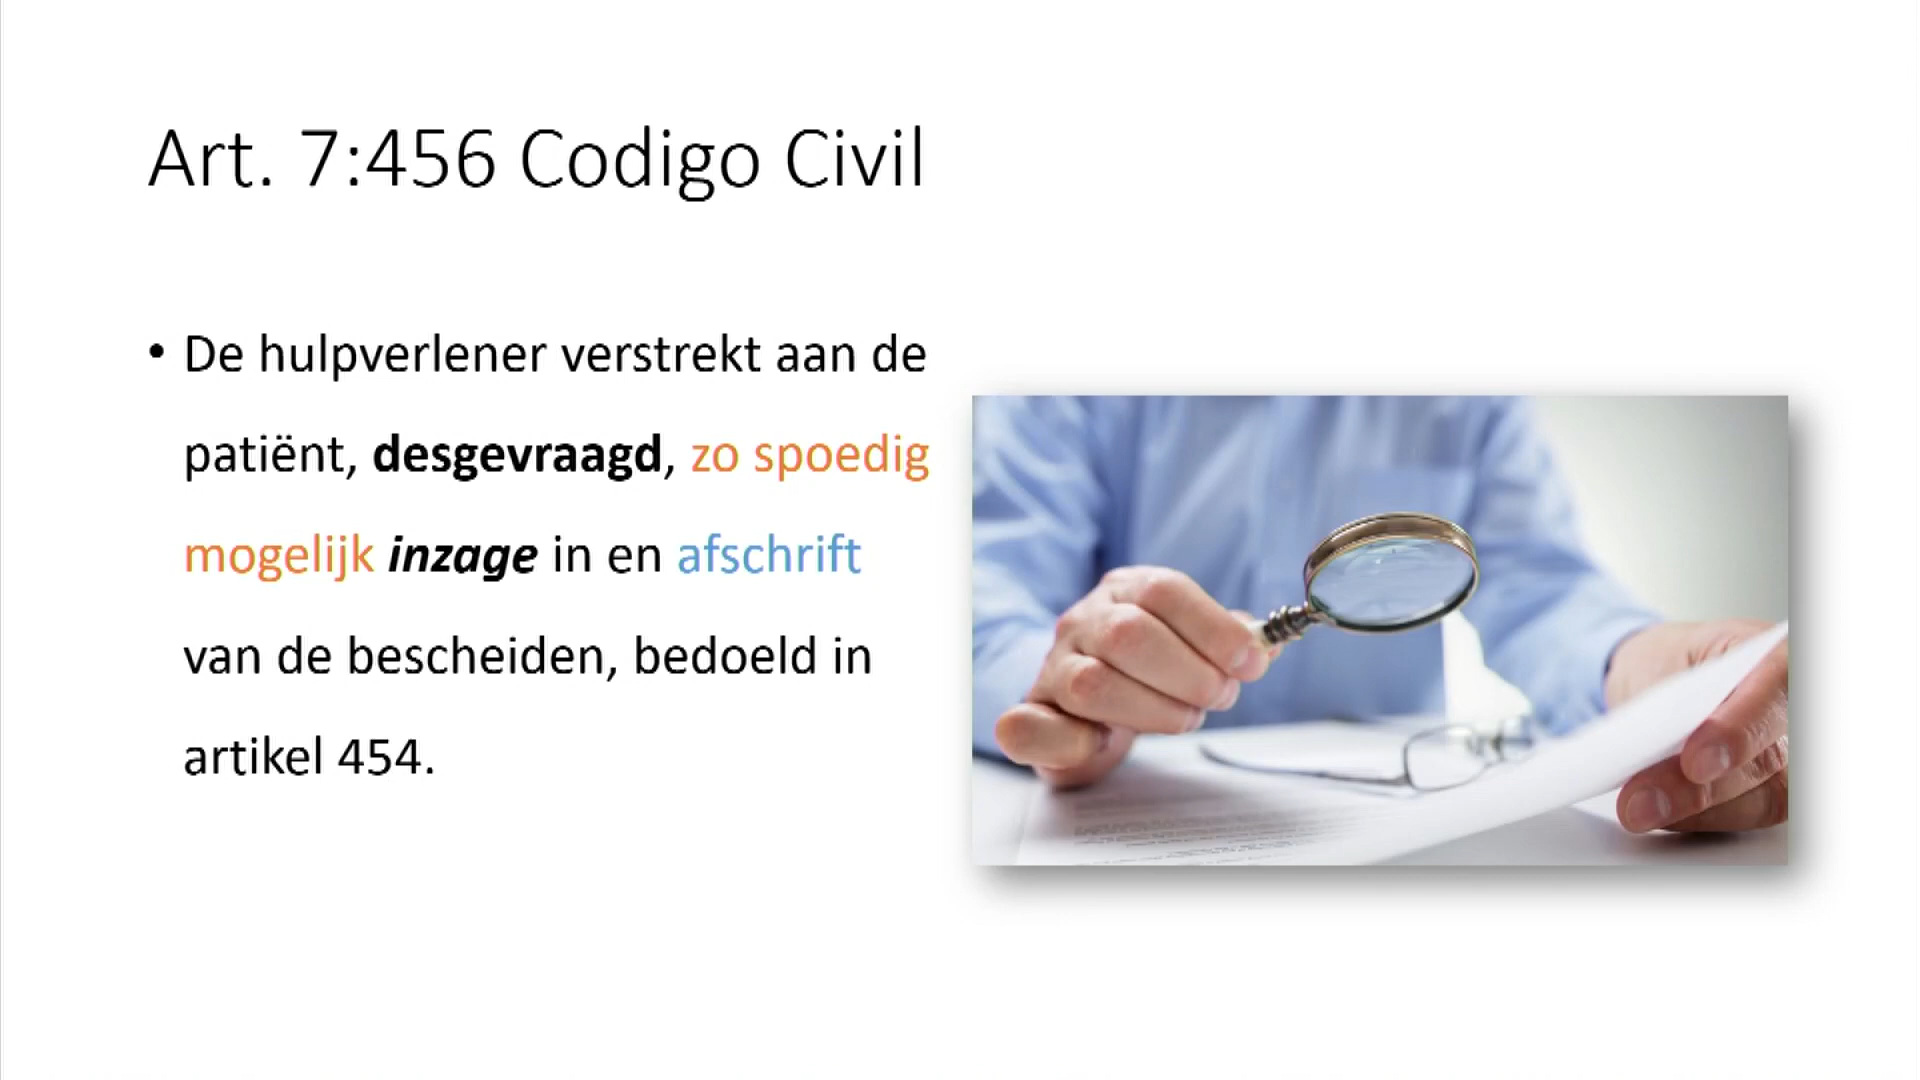 Art. 7:456 Codigo Civil
• De hulpverlener verstrekt aan de
patiënt, desgevraagd, zo spoedig
mogelijk inzage in en afschrift
van de bescheiden, bedoeld in
artikel 454.